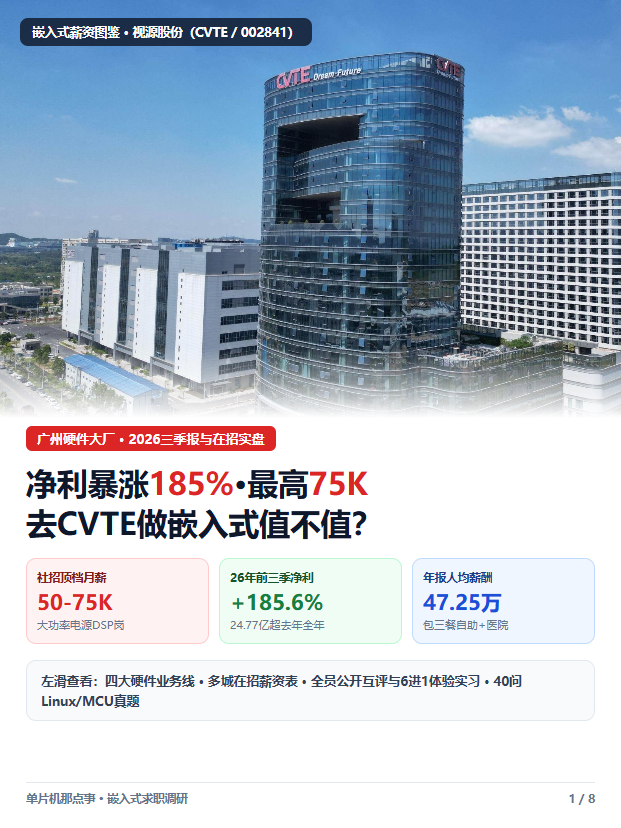 嵌入式薪资图鉴 • 视源股份（CVTE / 002841）
CVTE Dream·Future
CVTE
广州硬件大厂 • 2026三季报与在招实盘
净利暴涨185%·最高75K
去CVTE做嵌入式值不值？
社招顶档月薪
50-75K
大功率电源DSP岗
26年前三季净利
+185.6%
24.77亿超去年全年
年报人均薪酬
47.25万
包三餐自助+医院
左滑查看：四大硬件业务线 • 多城在招薪资表 • 全员公开互评与6进1体验实习 • 40问
Linux/MCU真题
单片机那点事 • 嵌入式求职调研
1 / 8